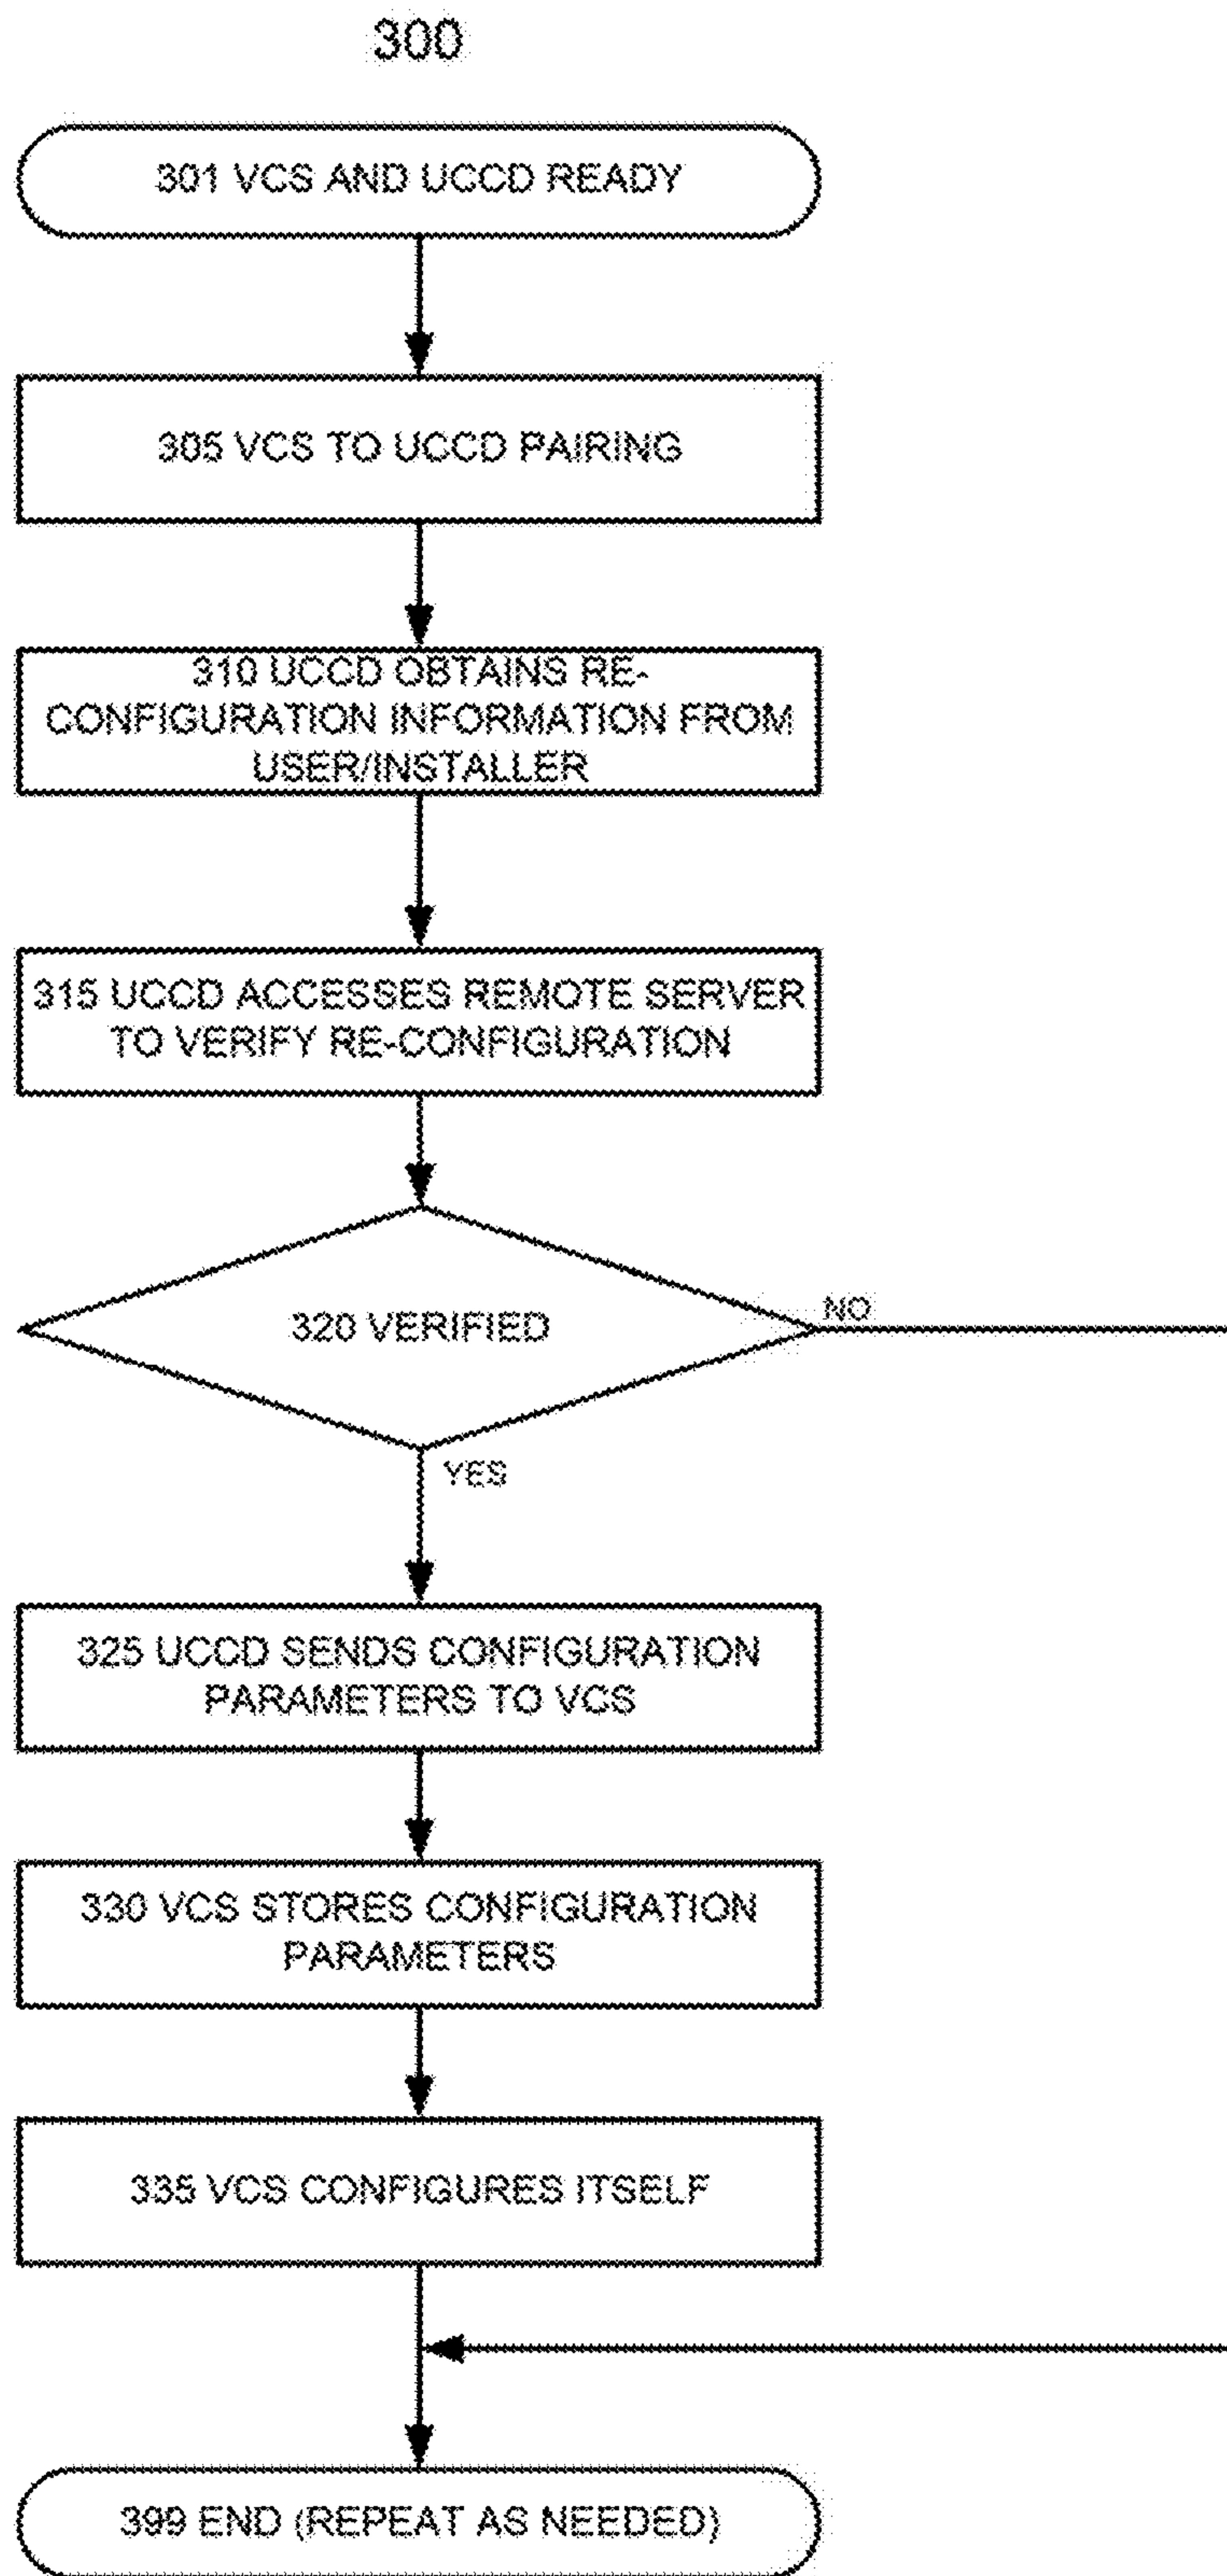 300
301 VCS AND UCCD READY
305 VCS TO UCCD PAIRING
310 UCCD OBTAINS RE-
CONFIGURATION INFORMATION FROM
USER/INSTALLER
315 UCCD ACCESSES REMOTE SERVER
TO VERIFY RE-CONFIGURATION
320 VERIFIED
NO
YES
325 UCCD SENDS CONFIGURATION
PARAMETERS TO VCS
330 VCS STORES CONFIGURATION
PARAMETERS
335 VCS CONFIGURES ITSELF
399 END (REPEAT AS NEEDED)